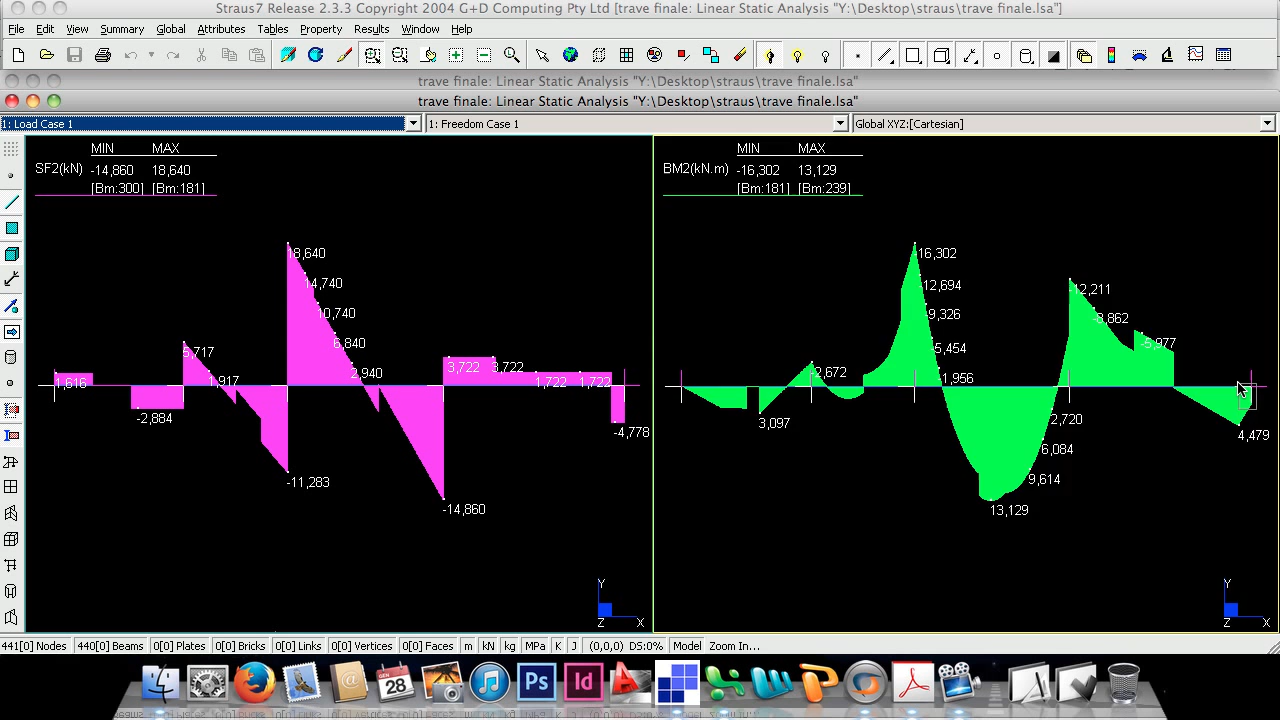 Straus7 Release 2.3.3 Copyright 2004 G+D Computing Pty Ltd [trave finale: Linear Static Analysis "Y:\Desktop\straus\trave finale.lsa"]
File Edit View Summary Global Attributes Tables Property Results Window Help
trave finale: Linear Static Analysis "Y:\Desktop\straus\trave finale.lsa"
trave finale: Linear Static Analysis "Y:\Desktop\straus\trave finale.lsa"
1: Load Case 1 1: Freedom Case 1 Global XYZ:[Cartesian]
MIN MAX
SF2(kN) -14,860 18,640
[Bm:300] [Bm:181]
18,640
14,740
10,740
5,717
6,840
3,722 3,722
2,940
1,616
1,917
1,722 1,722
-2,884
-4,778
-11,283
-14,860
Y
Z X
MIN MAX
BM2(kN.m) -16,302 13,129
[Bm:181] [Bm:239]
16,302
12,694
-12,211
9,326
-8,862
5,454
-5,977
-2,672
1,956
3,097
2,720
4,479
6,084
9,614
13,129
Y
Z X
441[0] Nodes 440[0] Beams 0[0] Plates 0[0] Bricks 0[0] Links 0[0] Vertices 0[0] Faces m kN kg MPa K J (0,0,0) DS:0% Model Zoom In...
GEN
28
Ps
Id